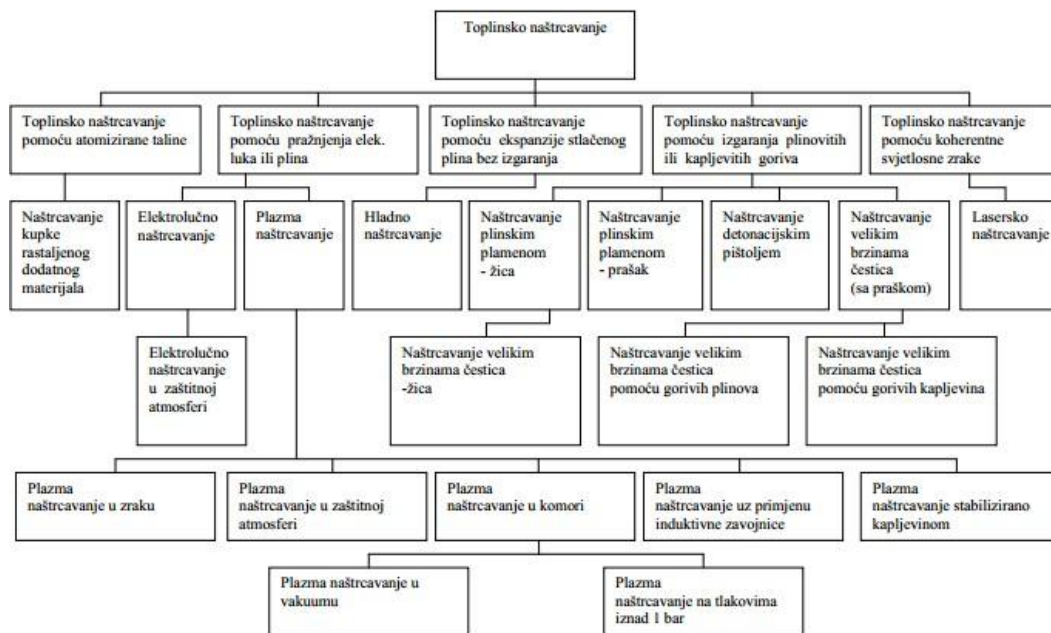 Toplinsko naštrcavanje
Toplinsko naštrcavanje
pomoću atomizirane taline
Toplinsko naštrcavanje
pomoću pražnjenja elek.
luka ili plina
Toplinsko naštrcavanje
pomoću ekspanzije stlačenog
plina bez izgaranja
Toplinsko naštrcavanje
pomoću izgaranja plinovitih
ili kapljevitih goriva
Toplinsko naštrcavanje
pomoću koherentne
svjetlosne zrake
Naštrcavanje
kupke
rastaljenog
dodatnog
materijala
Elektrolučno
naštrcavanje
Plazma
naštrcavanje
Hladno
naštrcavanje
Naštrcavanje
plinskim
plamenom
- žica
Naštrcavanje
plinskim
plamenom
- prašak
Naštrcavanje
detonacijskim
pištoljem
Naštrcavanje
velikim
brzinama
čestica
(sa praškom)
Lasersko
naštrcavanje
Elektrolučno
naštrcavanje
u zaštitnoj
atmosferi
Naštrcavanje velikim
brzinama čestica
-žica
Naštrcavanje velikim
brzinama čestica
pomoću gorivih plinova
Naštrcavanje velikim
brzinama čestica
pomoću gorivih kapljevina
Plazma
naštrcavanje u zraku
Plazma
naštrcavanje u zaštitnoj
atmosferi
Plazma
naštrcavanje u komori
Plazma
naštrcavanje uz primjenu
induktivne zavojnice
Plazma
naštrcavanje stabilizirano
kapljevinom
Plazma naštrcavanje u
vakuumu
Plazma
naštrcavanje na tlakovima
iznad 1 bar